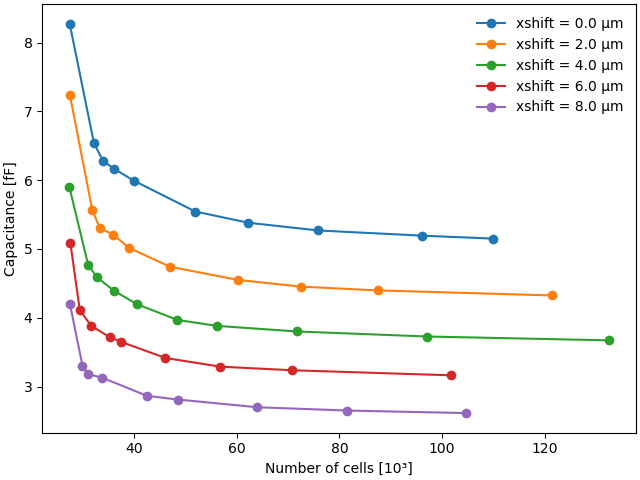 8
7
6
5
4
3
Capacitance [fF]
40
60
80
100
120
Number of cells [10³]
xshift = 0.0 µm
xshift = 2.0 µm
xshift = 4.0 µm
xshift = 6.0 µm
xshift = 8.0 µm